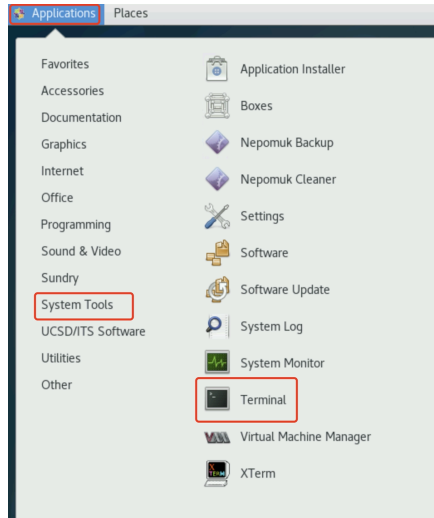 Applications Places
Favorites
Accessories
Documentation
Graphics
Internet
Office
Programming
Sound & Video
Sundry
System Tools
UCSD/ITS Software
Utilities
Other
Application Installer
Boxes
Nepomuk Backup
Nepomuk Cleaner
Settings
Software
Software Update
System Log
System Monitor
Terminal
Virtual Machine Manager
XTerm